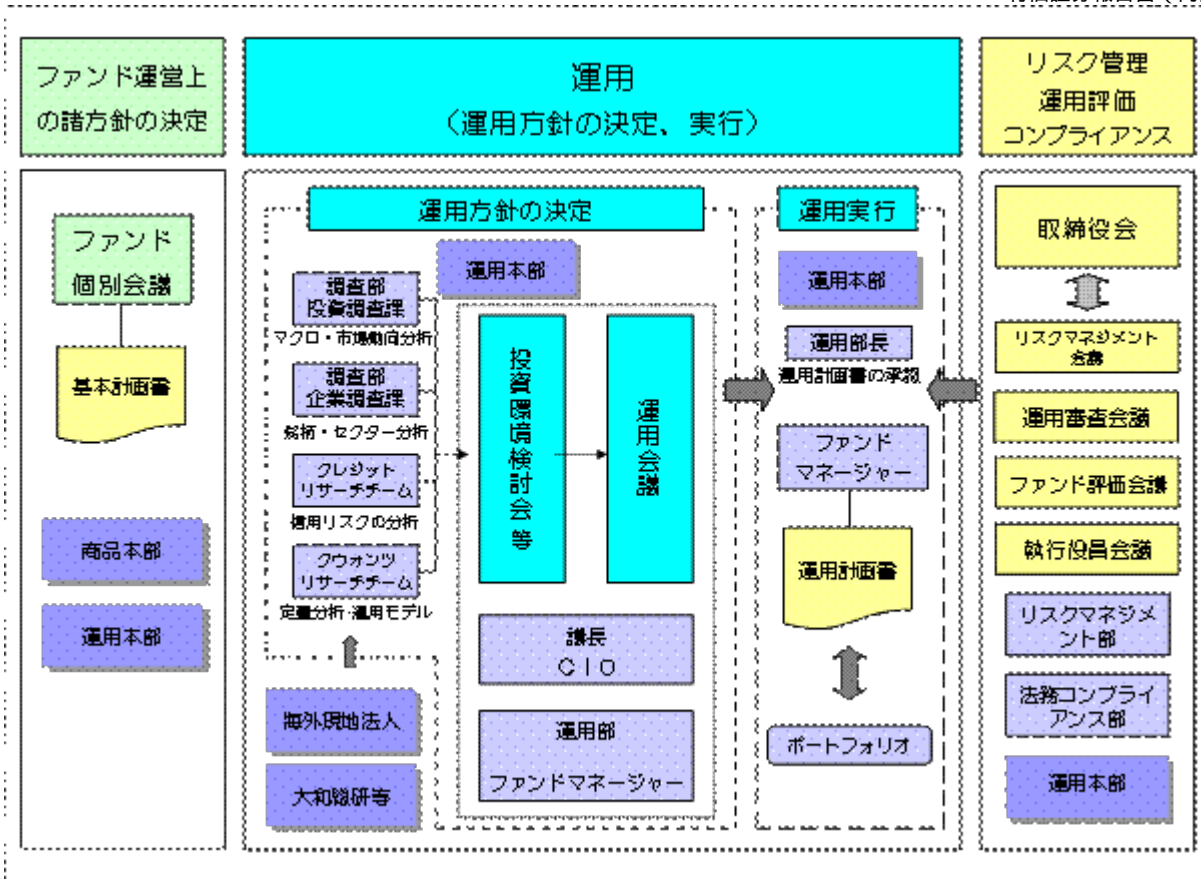 ファンド運営上
の諸方針の決定
運用
(運用方針の決定、実行)
リスク管理
運用評価
コンプライアンス
ファンド
個別会議
基本計画書
商品本部
運用本部
運用方針の決定
運用本部
調査部
投資調査課
マクロ・市場動向分析
調査部
企業調査課
銘柄・セクター分析
クレジット
リサーチチーム
信用リスクの分析
クウォンツ
リサーチチーム
定量分析・運用モデル
海外現地法人
大和総研等
投資環境検討会 等
運用会議
議長
CIO
運用部
ファンドマネージャー
運用実行
運用本部
運用部長
運用計画書の承認
ファンド
マネージャー
運用計画書
ポートフォリオ
取締役会
リスクマネジメント
会議
運用審査会議
ファンド評価会議
執行役員会議
リスクマネジメ
ント部
法務コンプライ
アンス部
運用本部